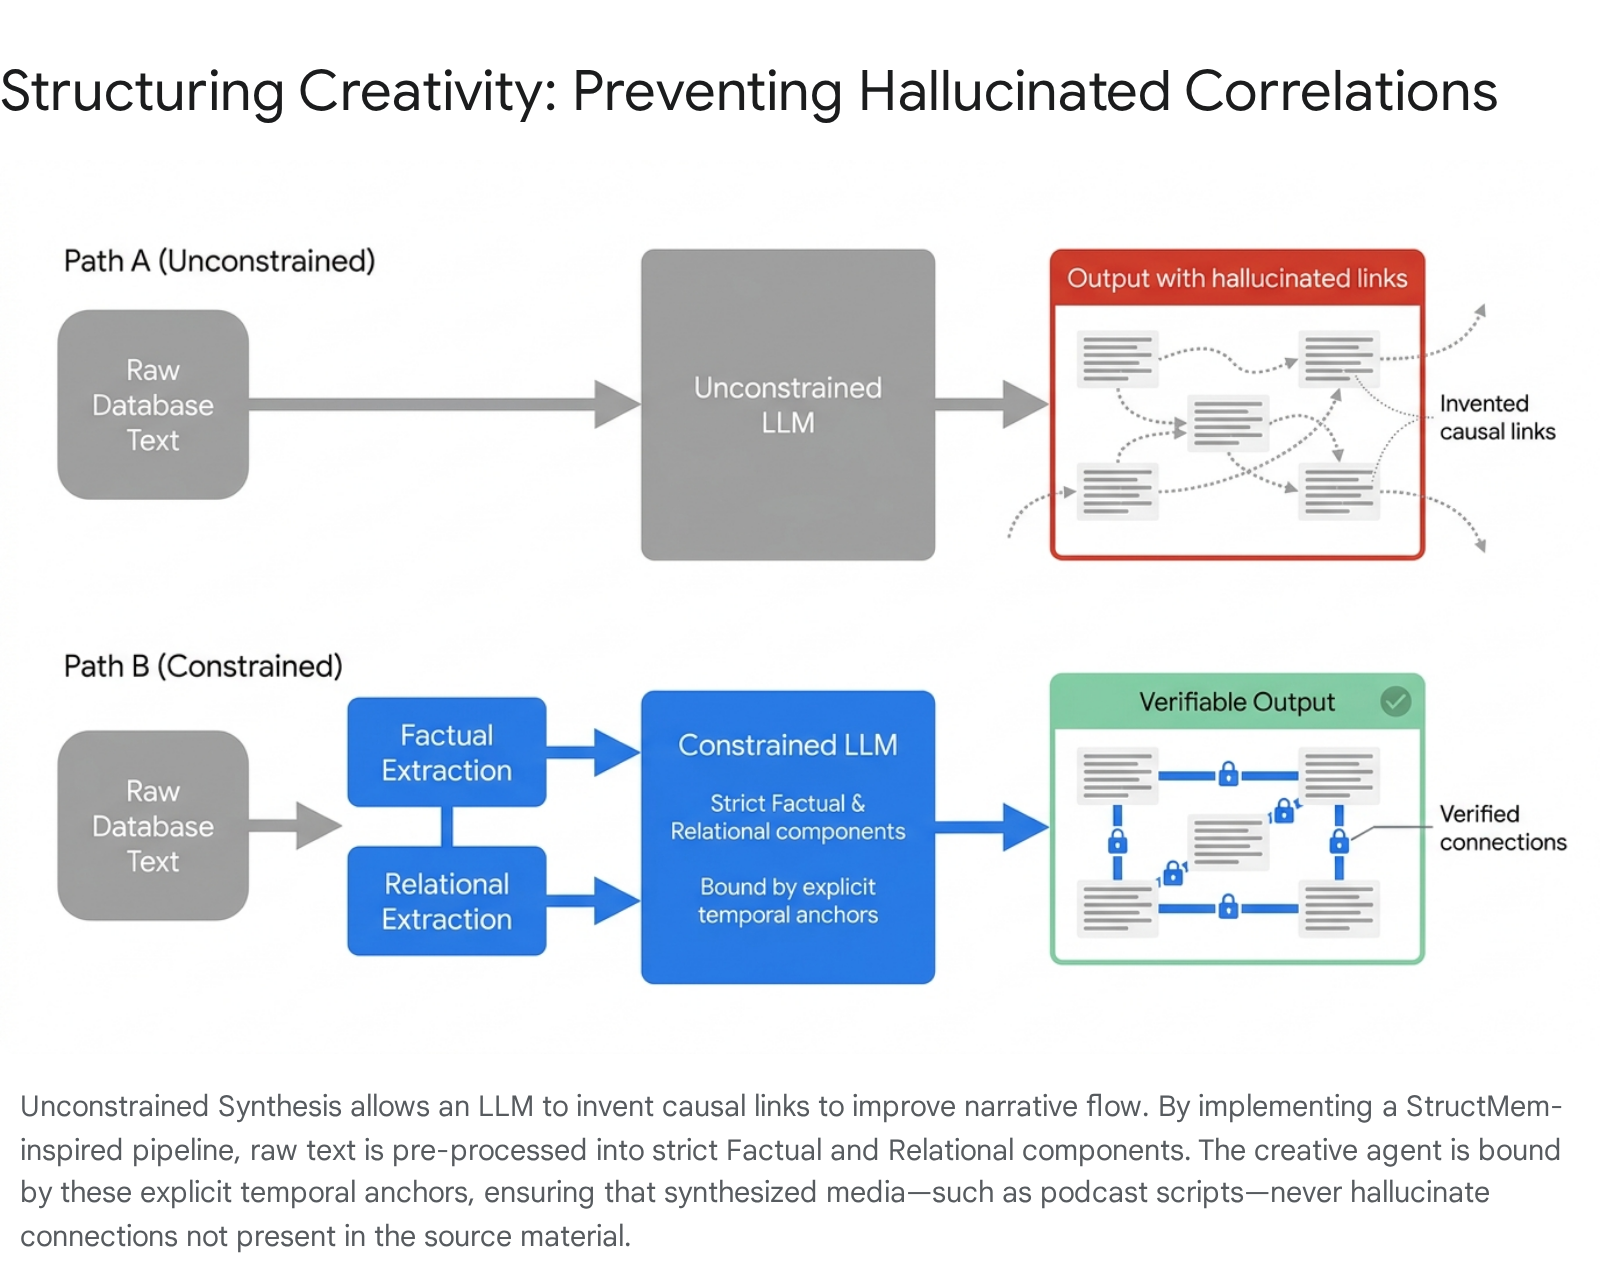 Structuring Creativity: Preventing Hallucinated Correlations
Path A (Unconstrained)
Raw
Database
Text
Unconstrained
LLM
Output with hallucinated links
Invented
causal links
Path B (Constrained)
Raw
Database
Text
Factual
Extraction
Relational
Extraction
Constrained LLM
Strict Factual &
Relational components
Bound by explicit
temporal anchors
Verifiable Output
Verified
connections
Unconstrained Synthesis allows an LLM to invent causal links to improve narrative flow. By implementing a StructMem-
inspired pipeline, raw text is pre-processed into strict Factual and Relational components. The creative agent is bound
by these explicit temporal anchors, ensuring that synthesized media—such as podcast scripts—never hallucinate
connections not present in the source material.